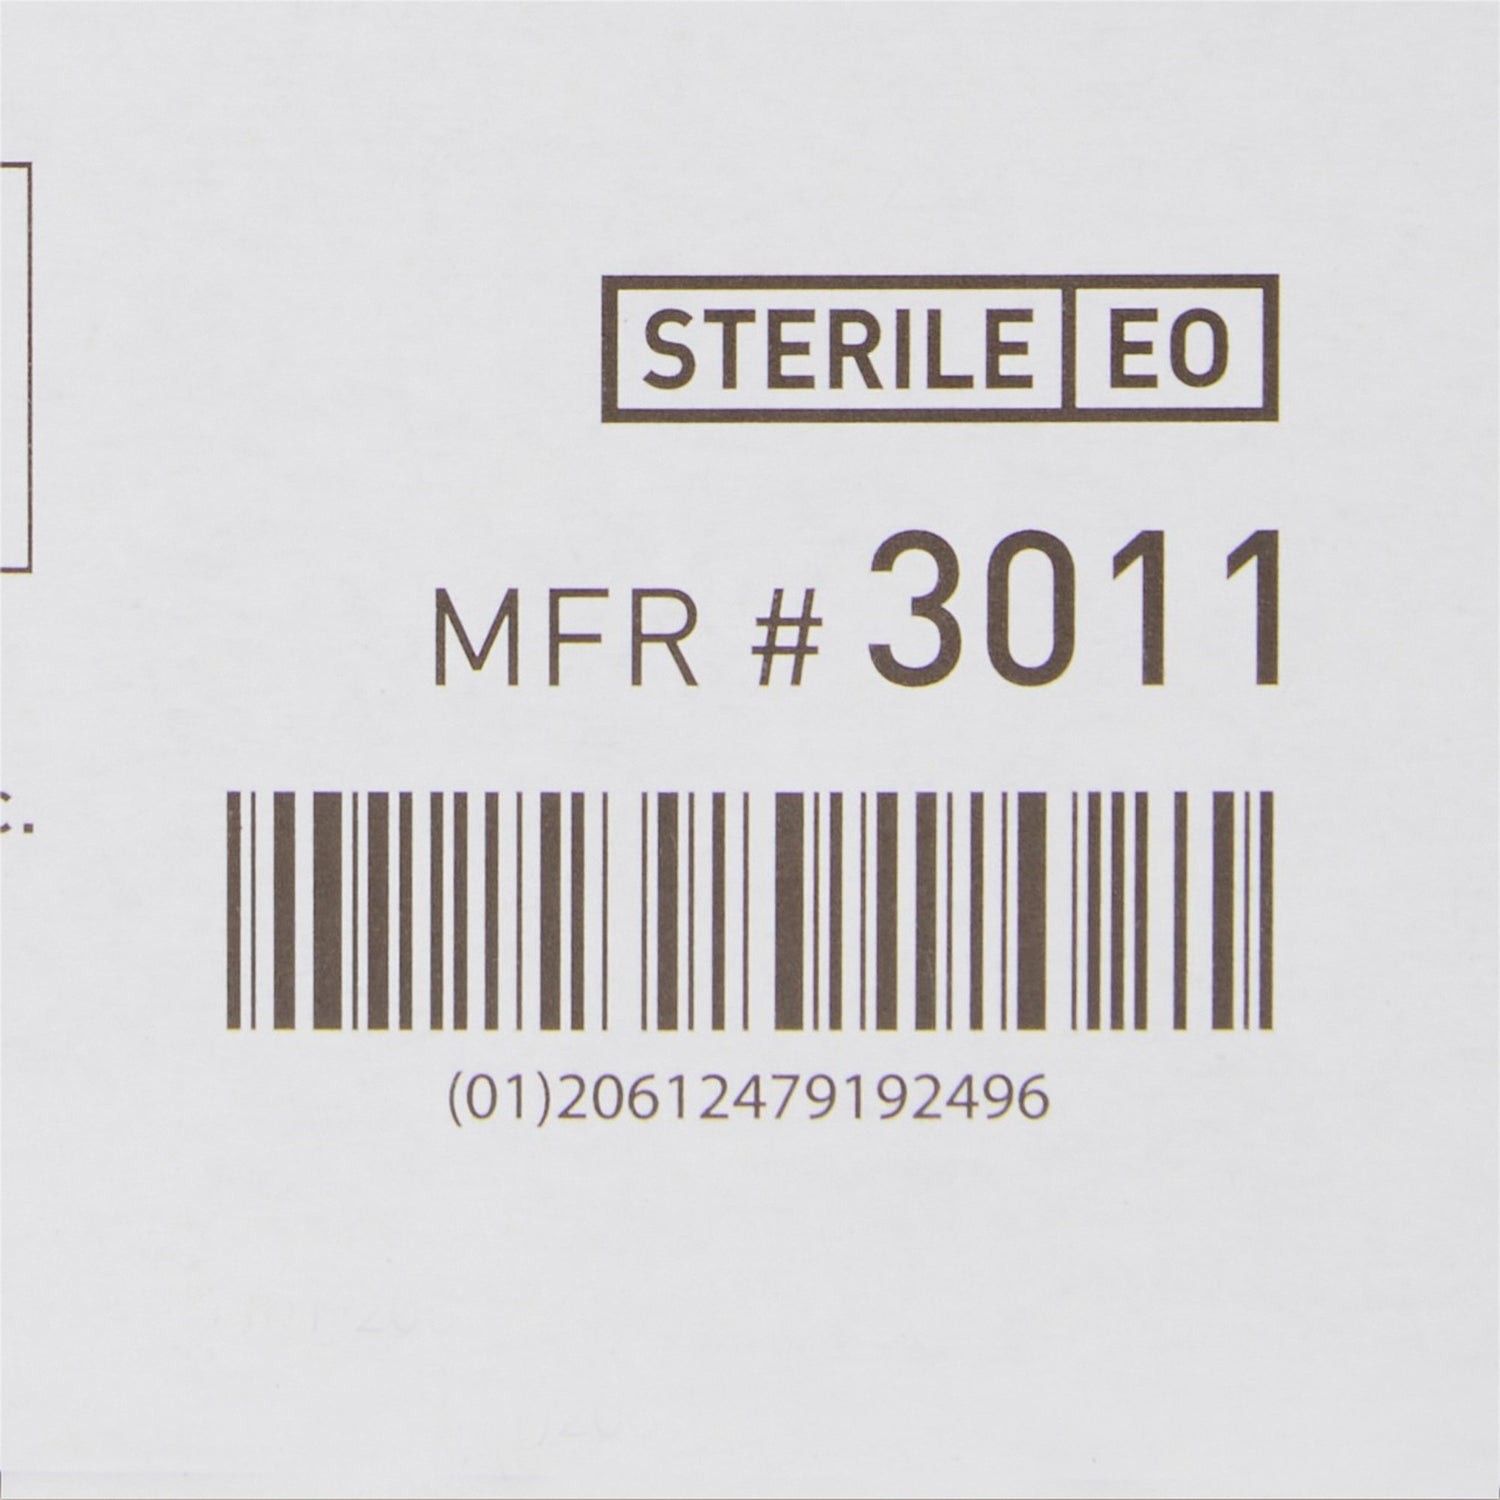 STERILE EO
MFR # 3011
c.
(01)20612479192496